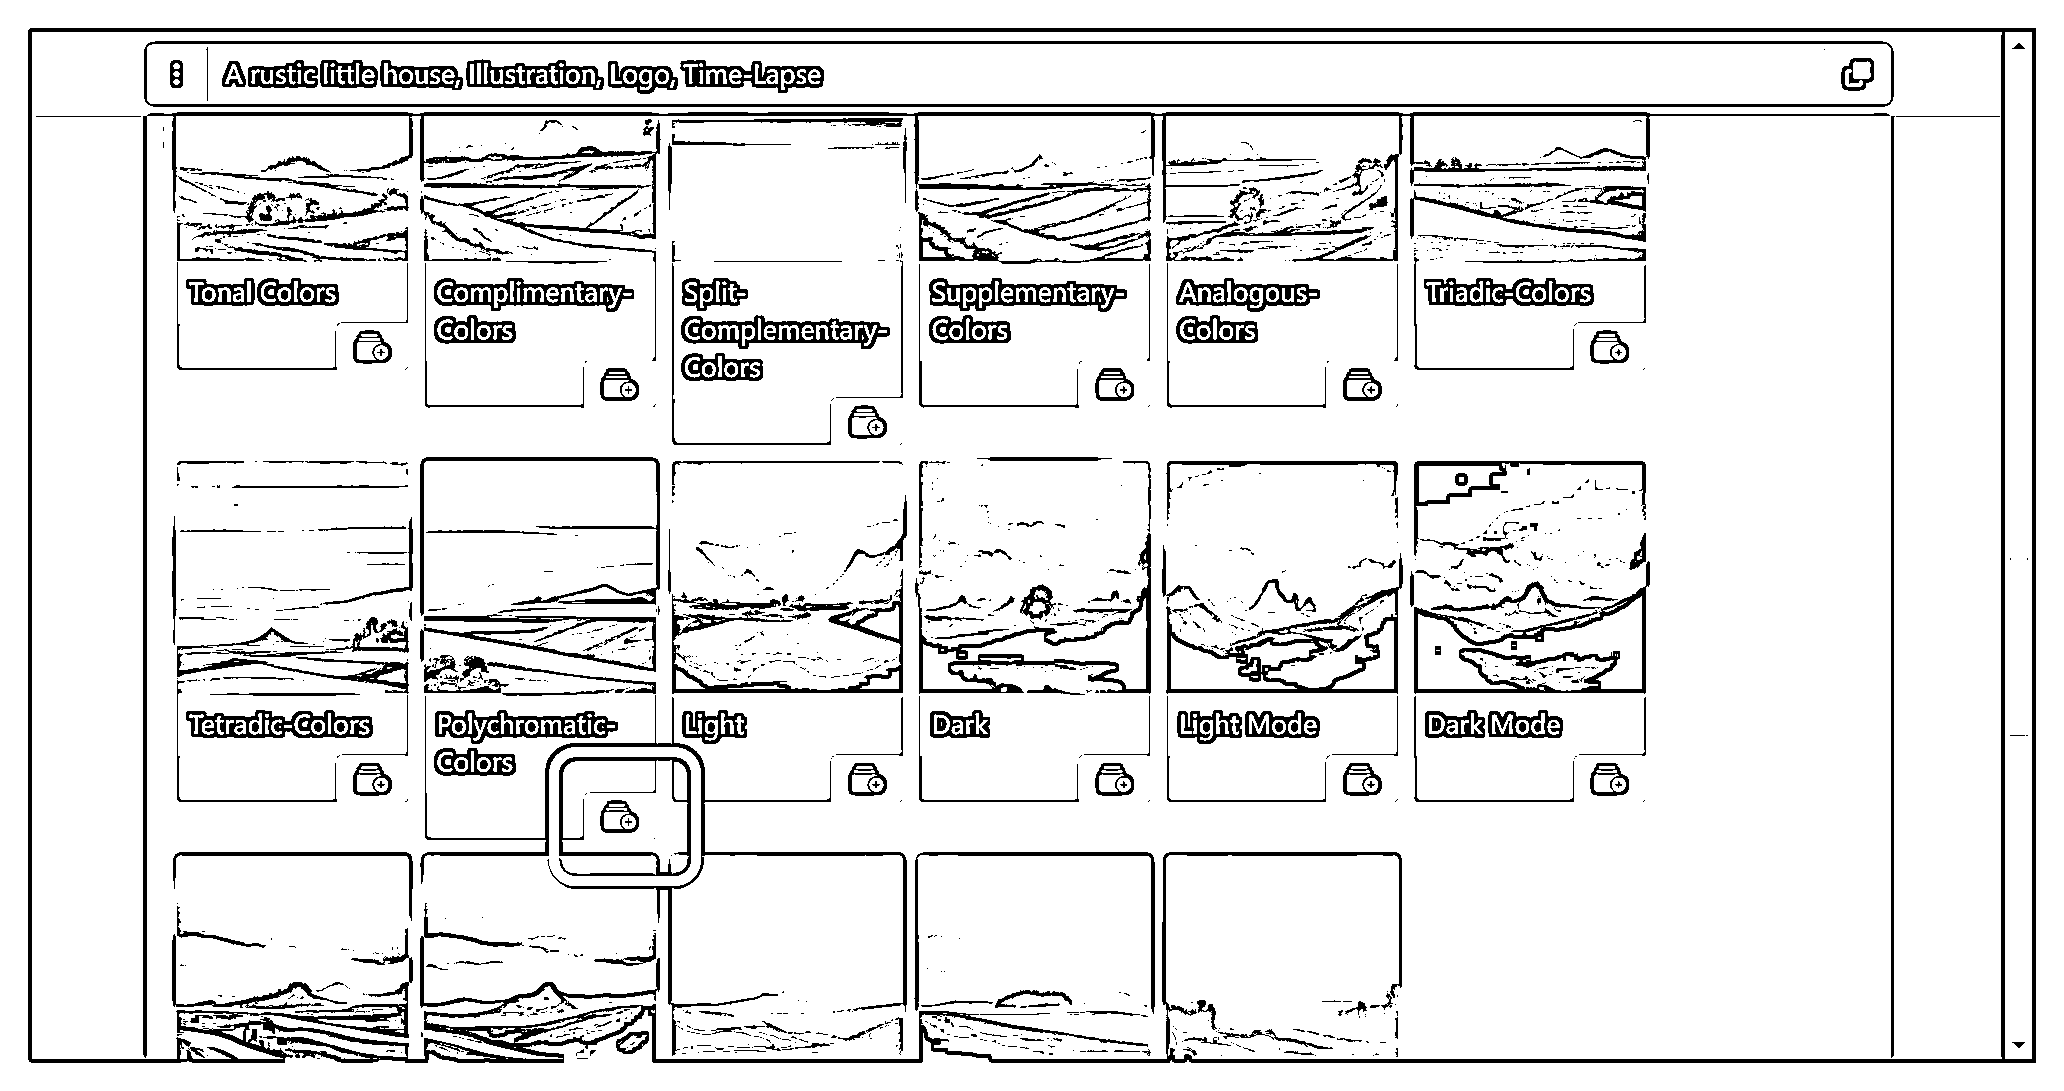 A rustic little house, Illustration, Logo, Time-Lapse
Tonal Colors
Complimentary-
Colors
Split-
Complementary-
Colors
Supplementary-
Colors
Analogous-
Colors
Triadic-Colors
Tetradic-Colors
Polychromatic-
Colors
Light
Dark
Light Mode
Dark Mode